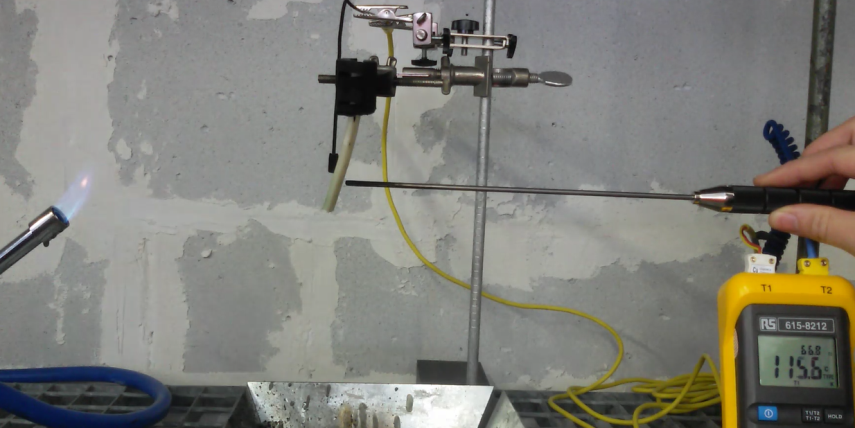 T1 T2
RS 615-8212
66.8
115.6
T1/T2
T1-T2 HOLD